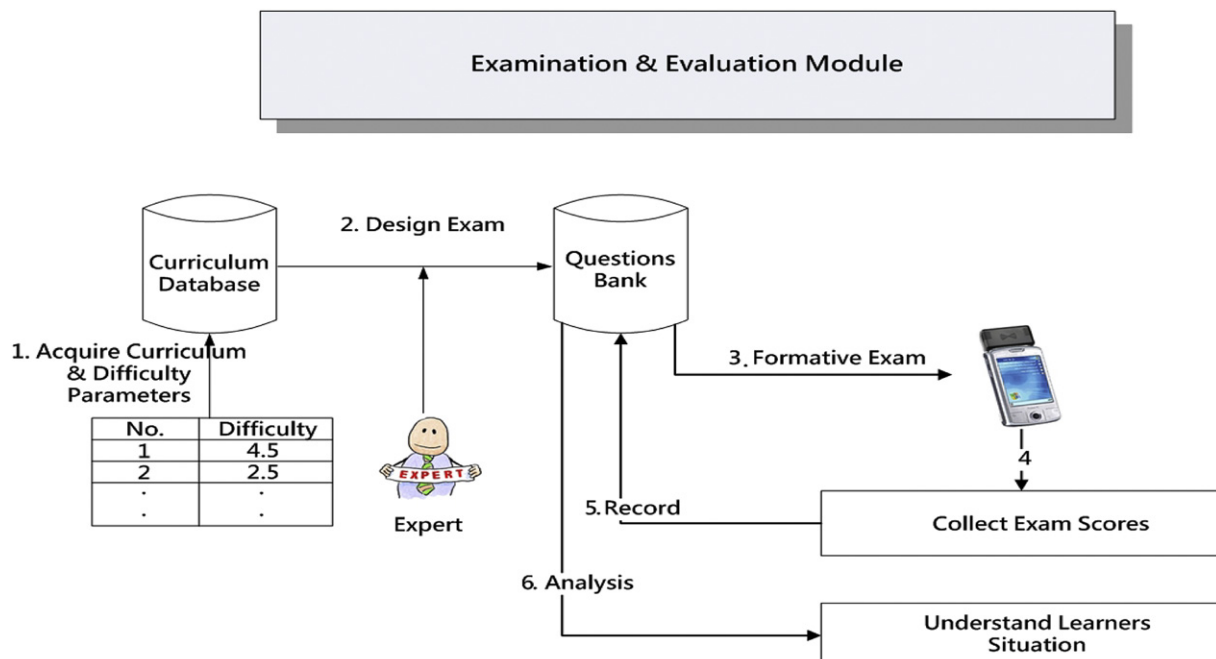 Examination & Evaluation Module
2. Design Exam
Curriculum
Database
Questions
Bank
1. Acquire Curriculum
& Difficulty
Parameters
3. Formative Exam
No. Difficulty
1 4.5
2 2.5
. .
. .
EXPERT
Expert
4
5. Record
Collect Exam Scores
6. Analysis
Understand Learners
Situation